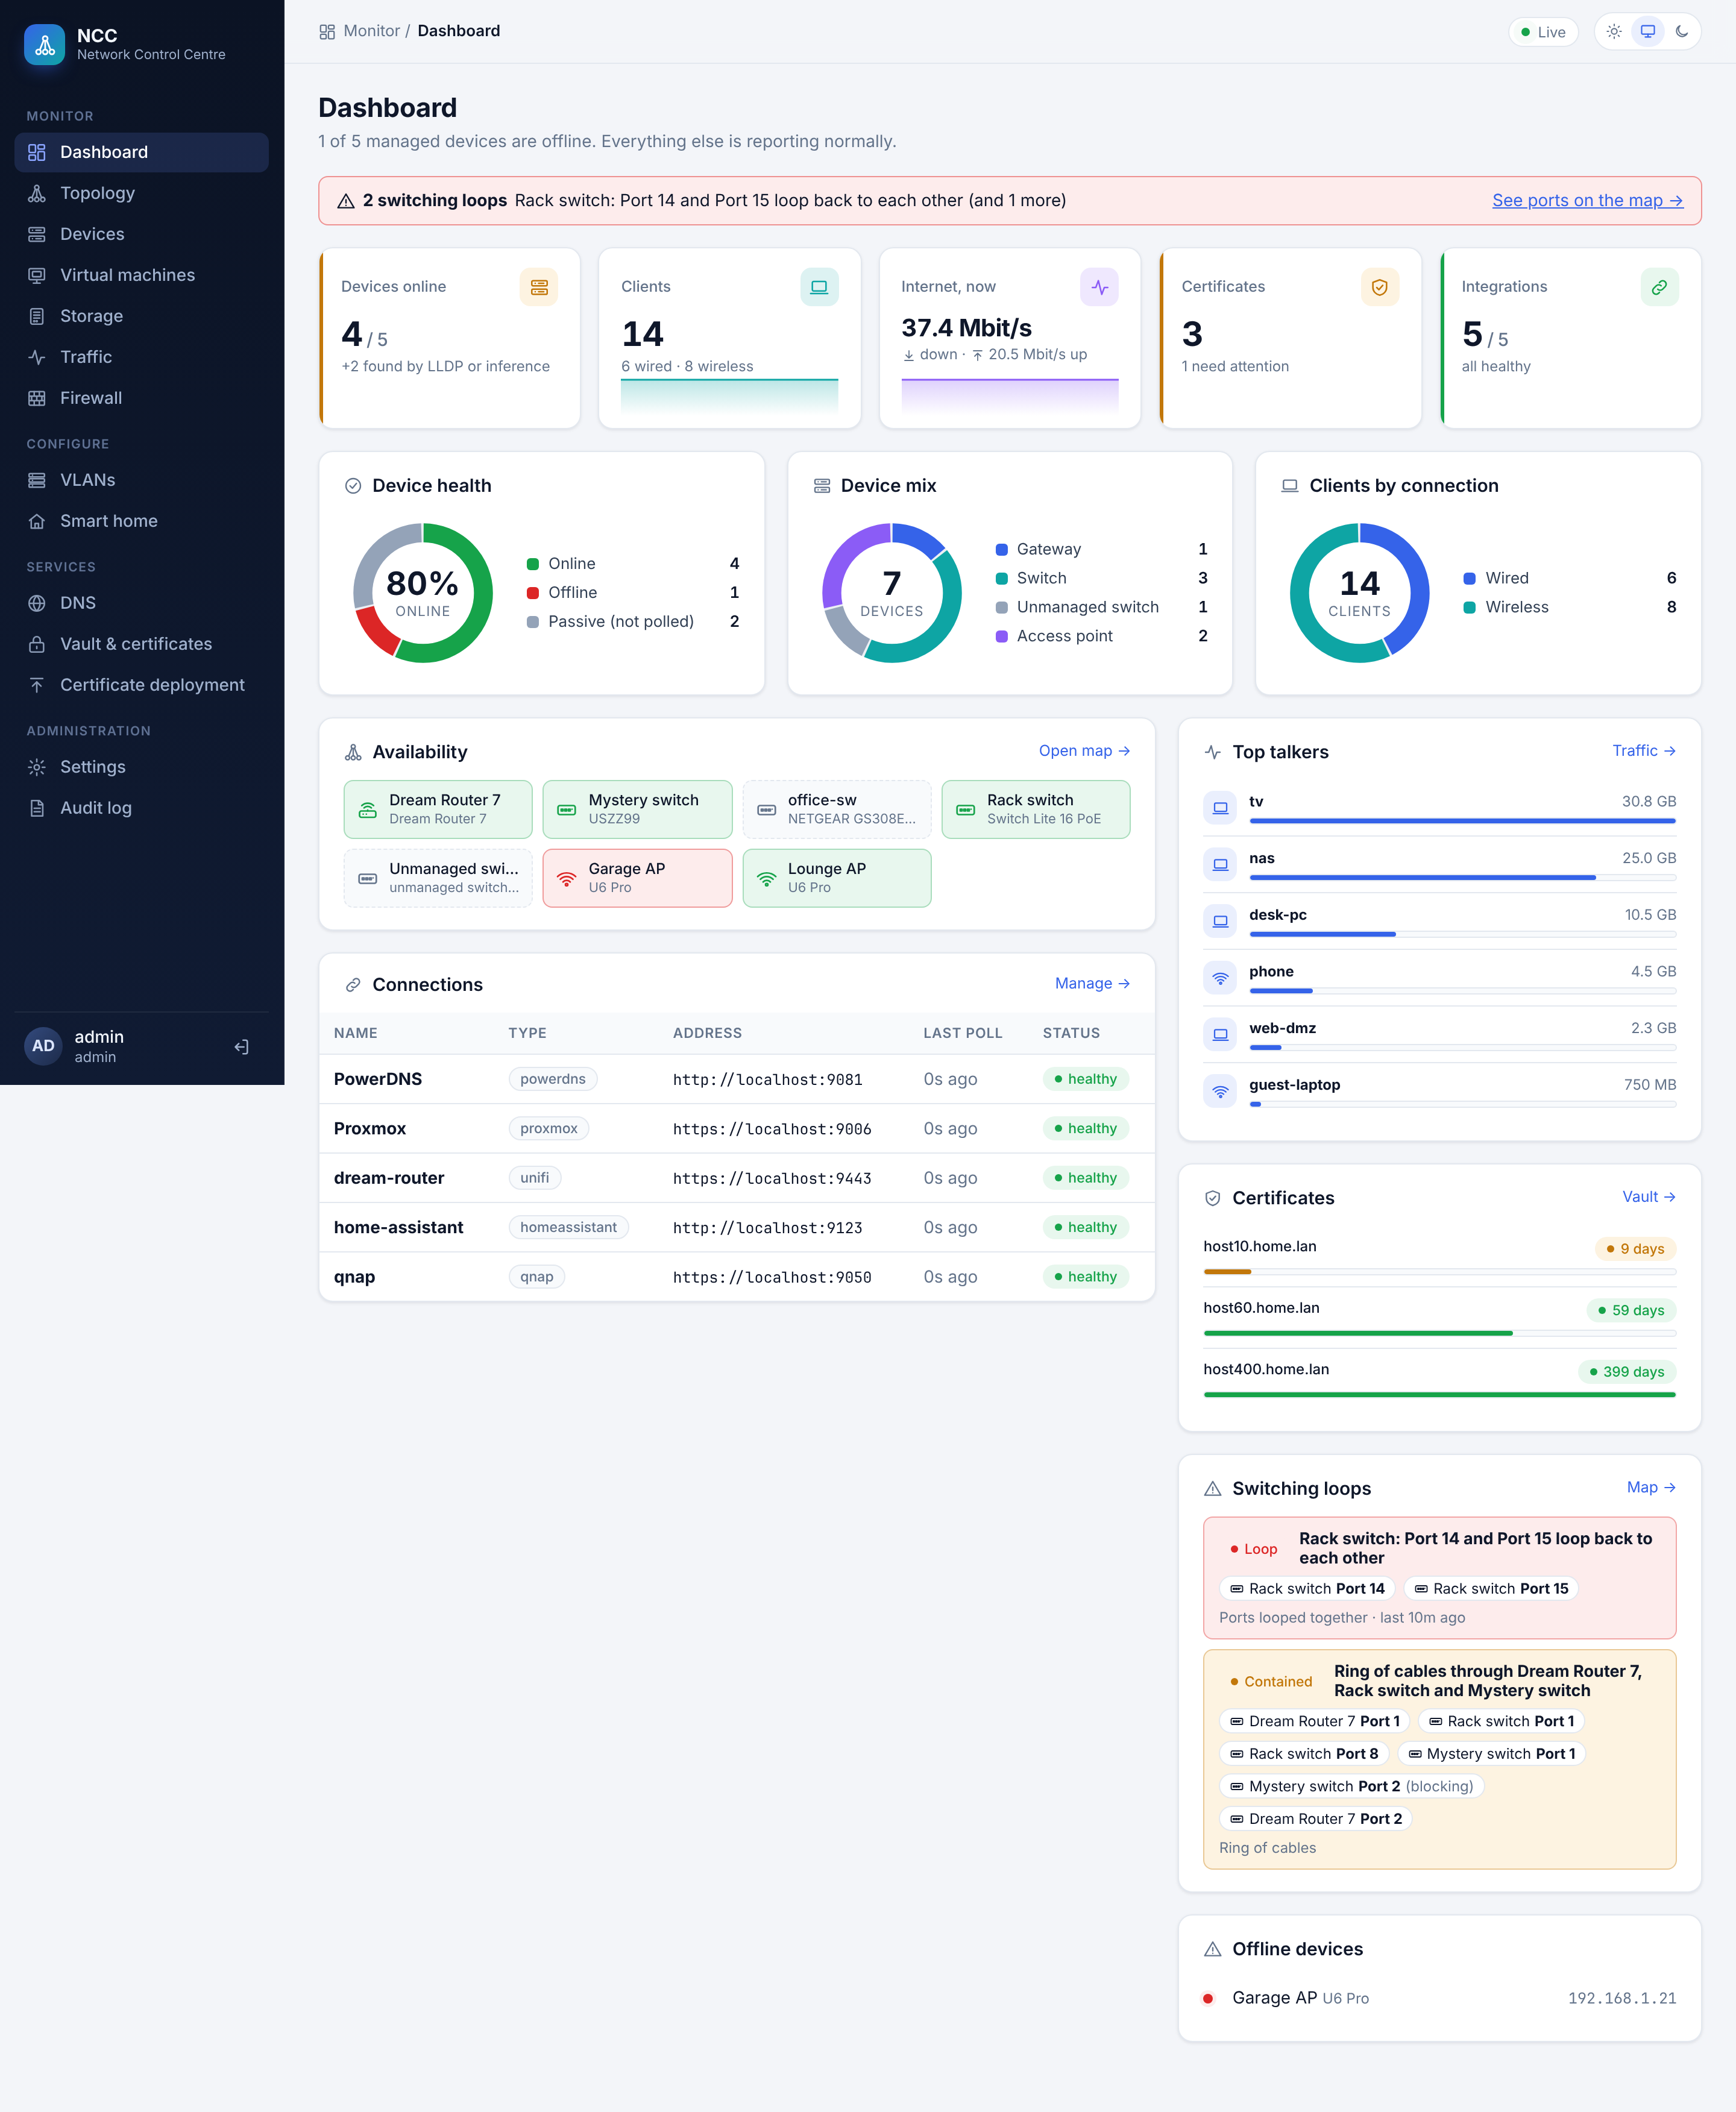 NCC
Network Control Centre
MONITOR
Dashboard
Topology
Devices
Virtual machines
Storage
Traffic
Firewall
CONFIGURE
VLANs
Smart home
SERVICES
DNS
Vault & certificates
Certificate deployment
ADMINISTRATION
Settings
Audit log
AD
admin
admin
Monitor / Dashboard
Live
Dashboard
1 of 5 managed devices are offline. Everything else is reporting normally.
2 switching loops Rack switch: Port 14 and Port 15 loop back to each other (and 1 more)
See ports on the map →
Devices online
4 / 5
+2 found by LLDP or inference
Clients
14
6 wired · 8 wireless
Internet, now
37.4 Mbit/s
down · 20.5 Mbit/s up
Certificates
3
1 need attention
Integrations
5 / 5
all healthy
Device health
80%
ONLINE
Online 4
Offline 1
Passive (not polled) 2
Device mix
7
DEVICES
Gateway 1
Switch 3
Unmanaged switch 1
Access point 2
Clients by connection
14
CLIENTS
Wired 6
Wireless 8
Availability
Open map →
Dream Router 7
Dream Router 7
Mystery switch
USZZ99
office-sw
NETGEAR GS308E...
Rack switch
Switch Lite 16 PoE
Unmanaged swi...
unmanaged switch...
Garage AP
U6 Pro
Lounge AP
U6 Pro
Connections
Manage →
NAME TYPE ADDRESS LAST POLL STATUS
PowerDNS powerdns http://localhost:9081 0s ago healthy
Proxmox proxmox https://localhost:9006 0s ago healthy
dream-router unifi https://localhost:9443 0s ago healthy
home-assistant homeassistant http://localhost:9123 0s ago healthy
qnap qnap https://localhost:9050 0s ago healthy
Top talkers
Traffic →
tv 30.8 GB
nas 25.0 GB
desk-pc 10.5 GB
phone 4.5 GB
web-dmz 2.3 GB
guest-laptop 750 MB
Certificates
Vault →
host10.home.lan 9 days
host60.home.lan 59 days
host400.home.lan 399 days
Switching loops
Map →
Loop
Rack switch: Port 14 and Port 15 loop back to
each other
Rack switch Port 14
Rack switch Port 15
Ports looped together · last 10m ago
Contained
Ring of cables through Dream Router 7,
Rack switch and Mystery switch
Dream Router 7 Port 1
Rack switch Port 1
Rack switch Port 8
Mystery switch Port 1
Mystery switch Port 2 (blocking)
Dream Router 7 Port 2
Ring of cables
Offline devices
Garage AP U6 Pro 192.168.1.21